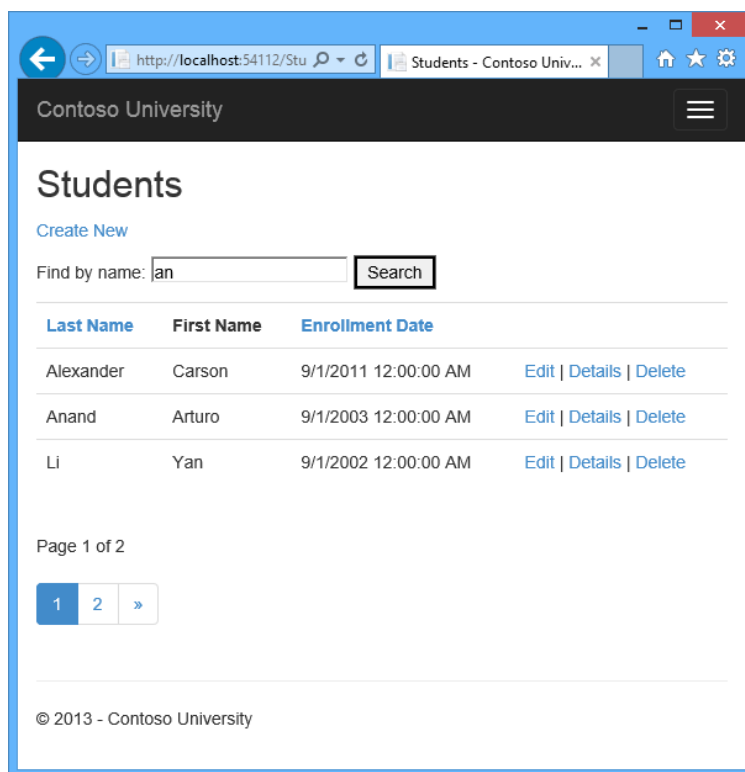 http://localhost:54112/Stu
Students - Contoso Univ...
Contoso University
Students
Create New
Find by name: an Search
Last Name First Name Enrollment Date
Alexander Carson 9/1/2011 12:00:00 AM Edit | Details | Delete
Anand Arturo 9/1/2003 12:00:00 AM Edit | Details | Delete
Li Yan 9/1/2002 12:00:00 AM Edit | Details | Delete
Page 1 of 2
1 2 »
© 2013 - Contoso University